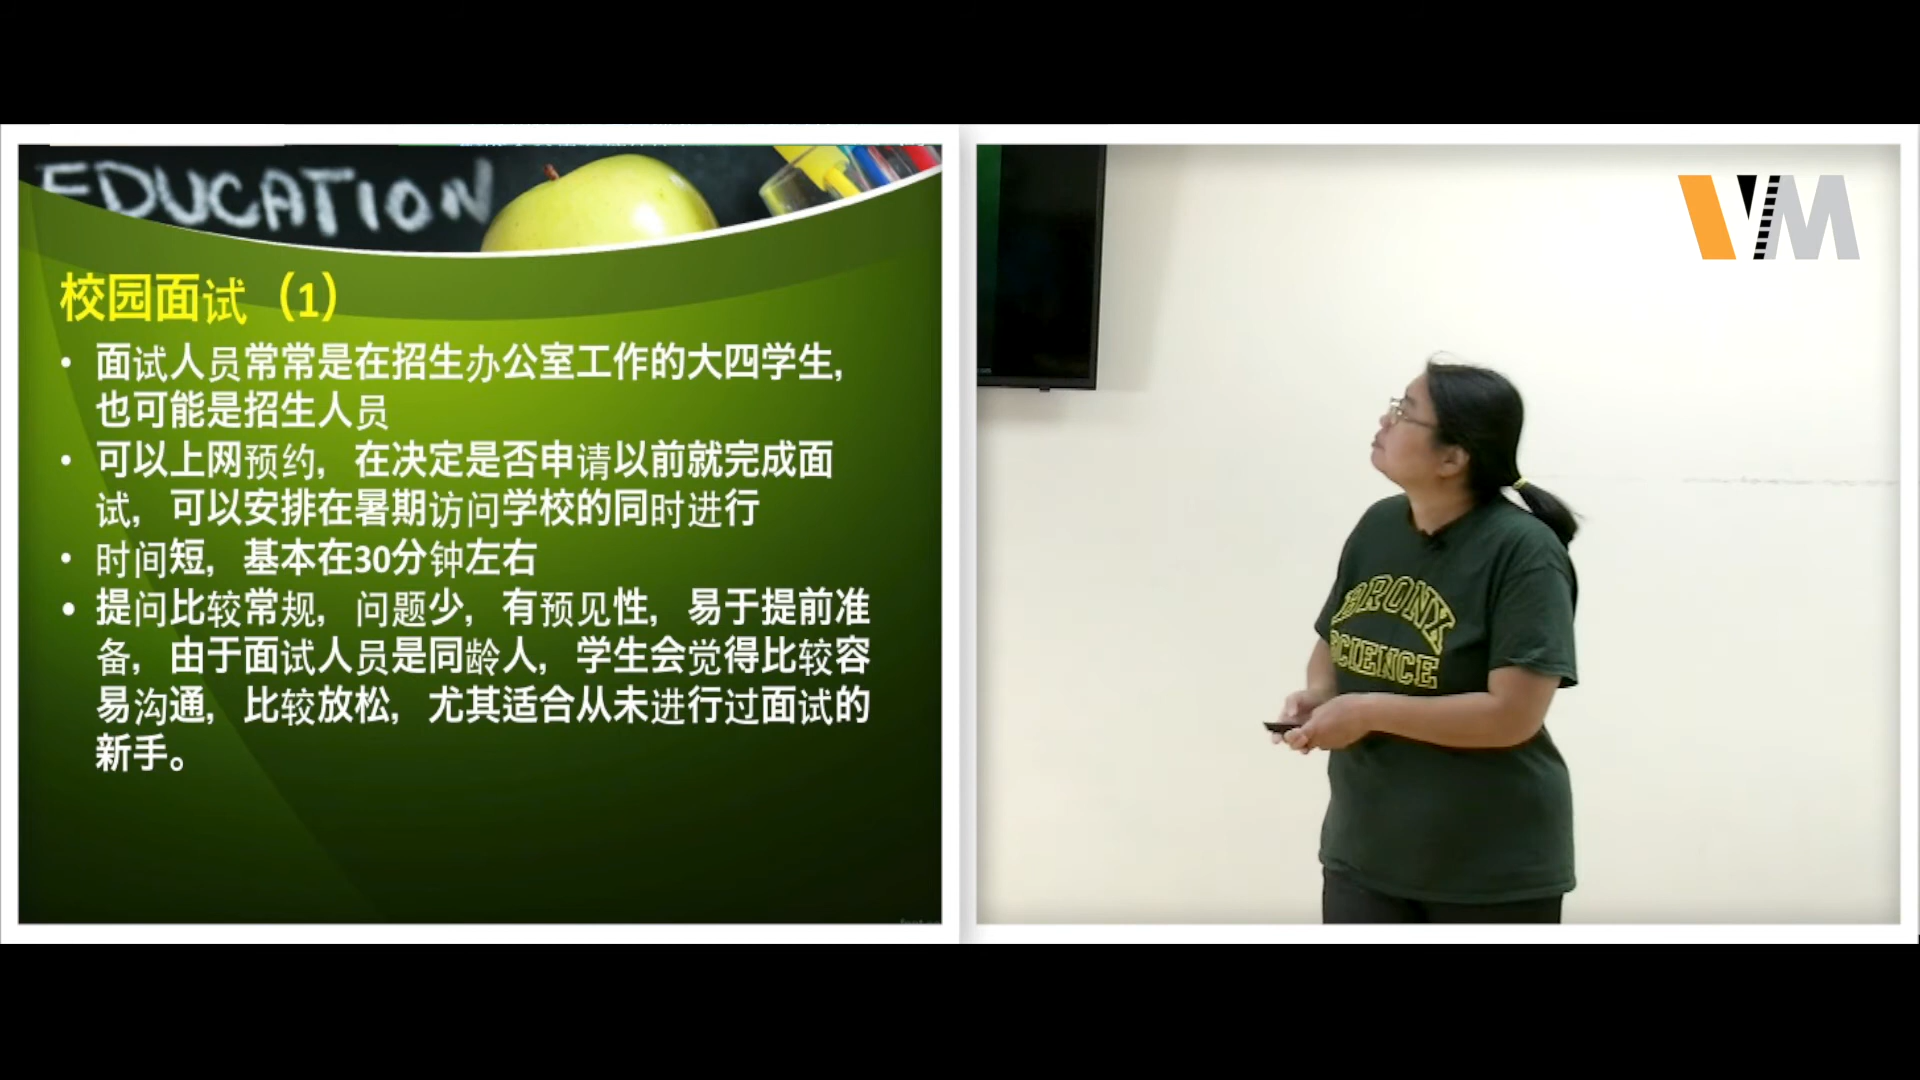 EDUCATION
校园面试（1）
• 面试人员常常是在招生办公室工作的大四学生，
也可能是招生人员
• 可以上网预约，在决定是否申请以前就完成面
试，可以安排在暑期访问学校的同时进行
• 时间短，基本在30分钟左右
• 提问比较常规，问题少，有预见性，易于提前准
备，由于面试人员是同龄人，学生会觉得比较容
易沟通，比较放松，尤其适合从未进行过面试的
新手。
VM
BRONX
SCIENCE